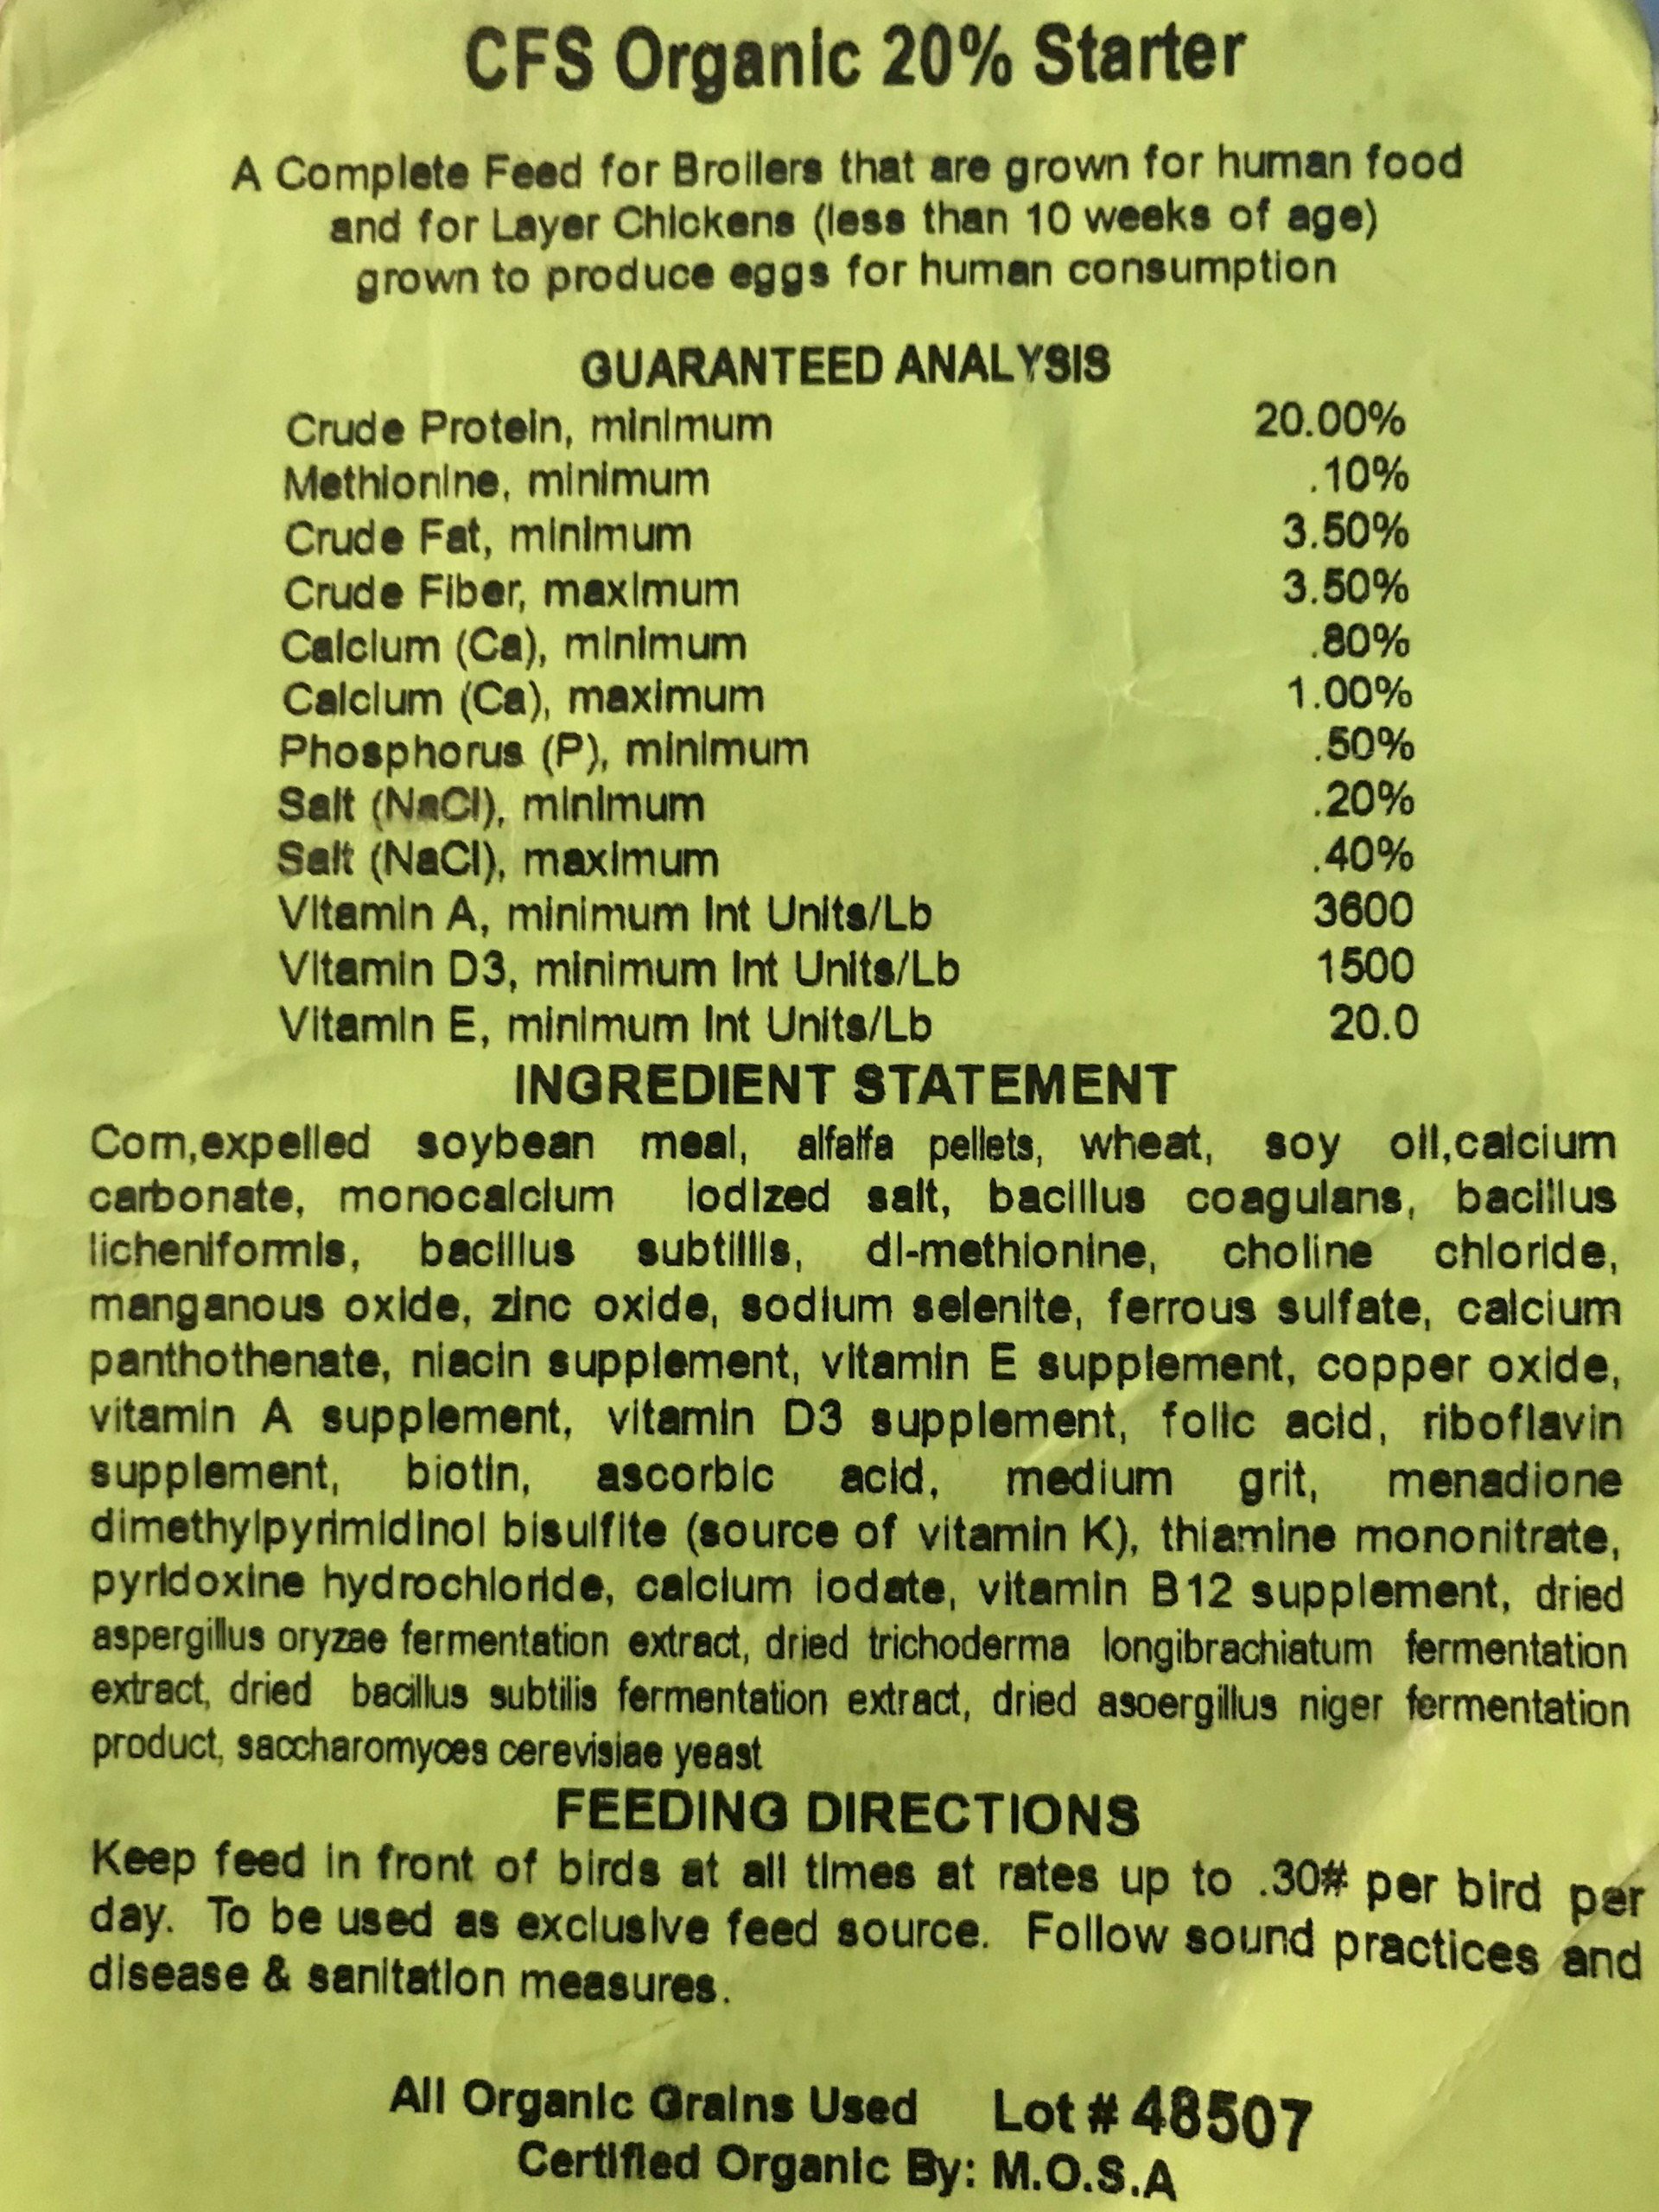 CFS Organic 20% Starter
A Complete Feed for Broilers that are grown for human food
and for Layer Chickens (less than 10 weeks of age)
grown to produce eggs for human consumption
GUARANTEED ANALYSIS
Crude Protein, minimum 20.00%
Methionine, minimum .10%
Crude Fat, minimum 3.50%
Crude Fiber, maximum 3.50%
Calcium (Ca), minimum .80%
Calcium (Ca), maximum 1.00%
Phosphorus (P), minimum .50%
Salt (NaCl), minimum .20%
Salt (NaCl), maximum .40%
Vitamin A, minimum Int Units/Lb 3600
Vitamin D3, minimum Int Units/Lb 1500
Vitamin E, minimum Int Units/Lb 20.0
INGREDIENT STATEMENT
Corn,expelled soybean meal, alfalfa pellets, wheat, soy oil,calcium
carbonate, monocalcium iodized salt, bacillus coagulans, bacillus
licheniformis, bacillus subtillis, dl-methionine, choline chloride,
manganous oxide, zinc oxide, sodium selenite, ferrous sulfate, calcium
panthothenate, niacin supplement, vitamin E supplement, copper oxide,
vitamin A supplement, vitamin D3 supplement, folic acid, riboflavin
supplement, biotin, ascorbic acid, medium grit, menadione
dimethylpyrimidinol bisulfite (source of vitamin K), thiamine mononitrate,
pyridoxine hydrochloride, calcium iodate, vitamin B12 supplement, dried
aspergillus oryzae fermentation extract, dried trichoderma longibrachiatum fermentation
extract, dried bacillus subtilis fermentation extract, dried asoergillus niger fermentation
product, saccharomyces cerevisiae yeast
FEEDING DIRECTIONS
Keep feed in front of birds at all times at rates up to .30# per bird per
day. To be used as exclusive feed source. Follow sound practices and
disease & sanitation measures.
All Organic Grains Used Lot # 48507
Certified Organic By: M.O.S.A